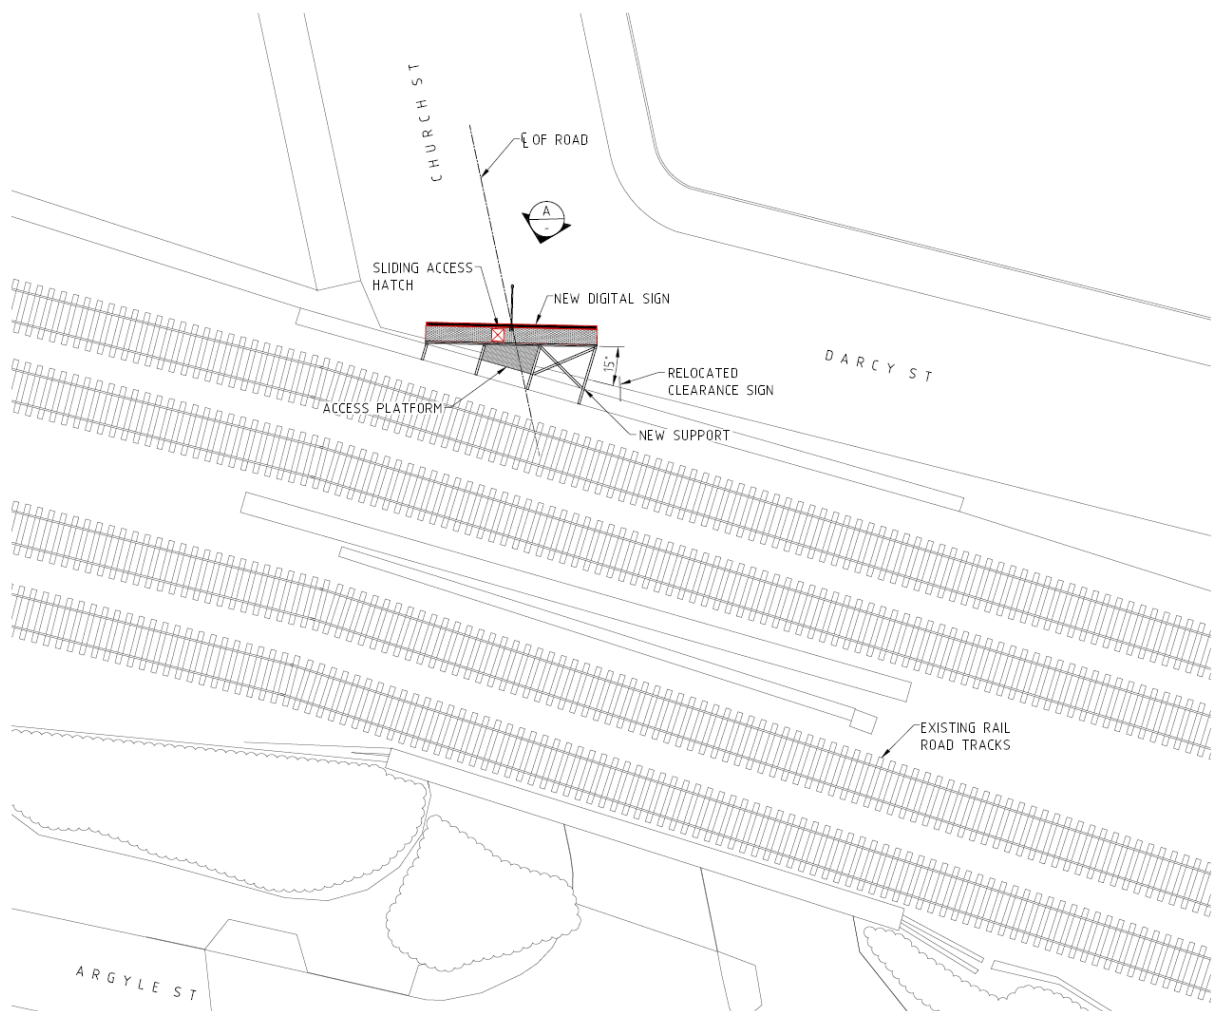 CHURCH ST
℄ OF ROAD
A
-
SLIDING ACCESS
HATCH
NEW DIGITAL SIGN
DARCY ST
15°
RELOCATED
CLEARANCE SIGN
ACCESS PLATFORM
NEW SUPPORT
EXISTING RAIL
ROAD TRACKS
ARGYLE ST